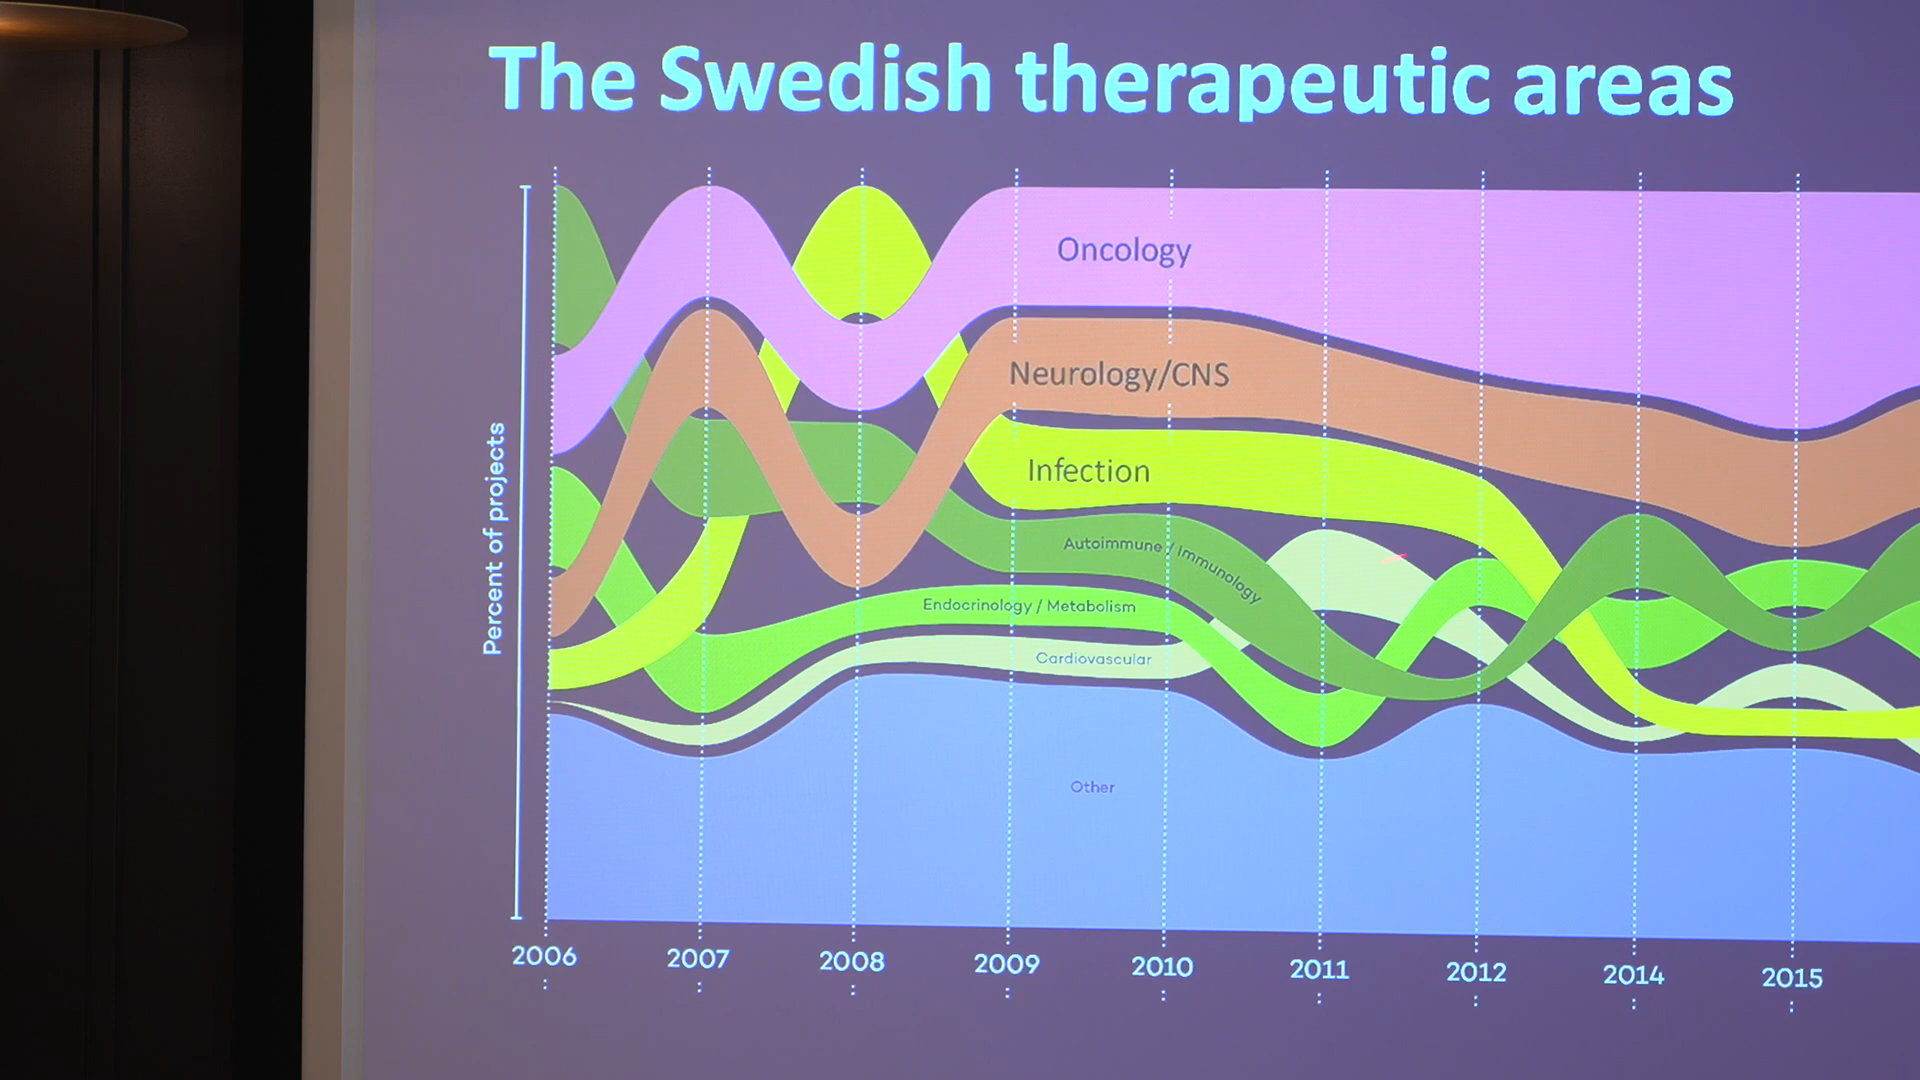 The Swedish therapeutic areas
Percent of projects
Oncology
Neurology/CNS
Infection
Autoimmune / Immunology
Endocrinology / Metabolism
Cardiovascular
Other
2006
2007
2008
2009
2010
2011
2012
2014
2015